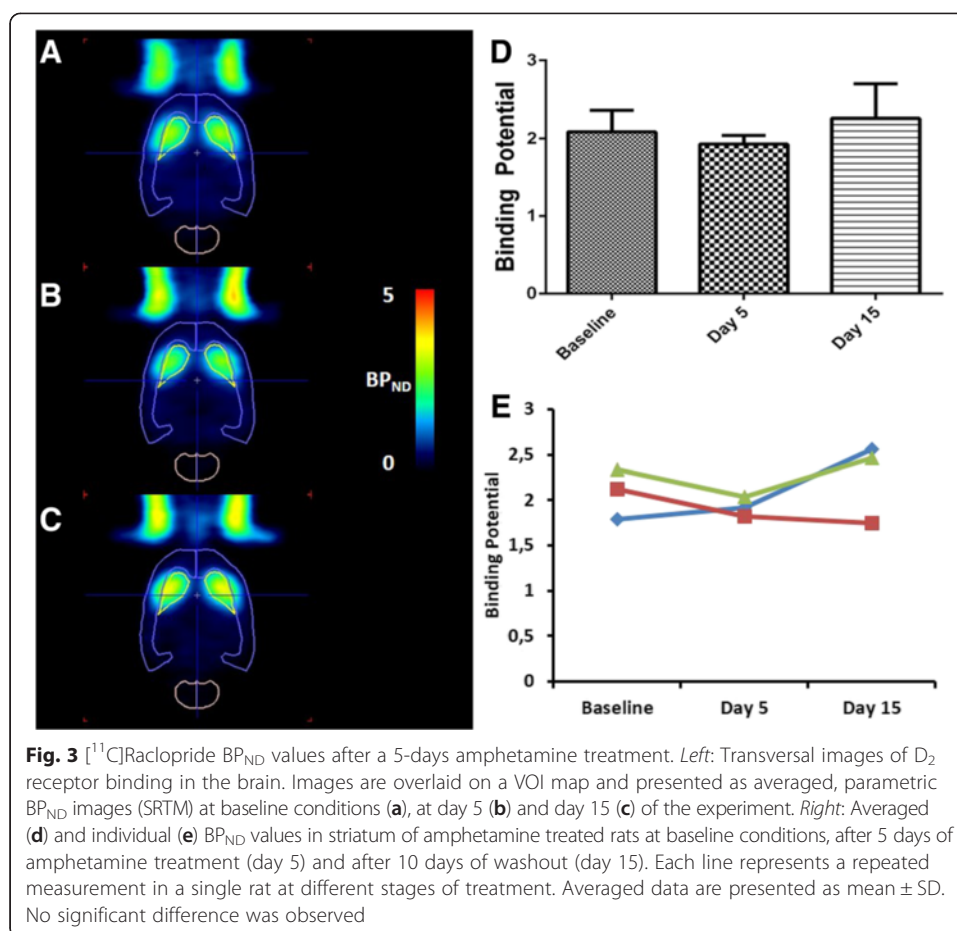 A
B
C
5
BP_ND
0
D
Binding Potential
3
2
1
0
Baseline
Day 5
Day 15
E
Binding Potential
3
2,5
2
1,5
1
0,5
0
Baseline Day 5 Day 15
Fig. 3 [¹¹C]Raclopride BP_ND values after a 5-days amphetamine treatment. Left: Transversal images of D₂
receptor binding in the brain. Images are overlaid on a VOI map and presented as averaged, parametric
BP_ND images (SRTM) at baseline conditions (a), at day 5 (b) and day 15 (c) of the experiment. Right: Averaged
(d) and individual (e) BP_ND values in striatum of amphetamine treated rats at baseline conditions, after 5 days of
amphetamine treatment (day 5) and after 10 days of washout (day 15). Each line represents a repeated
measurement in a single rat at different stages of treatment. Averaged data are presented as mean ± SD.
No significant difference was observed